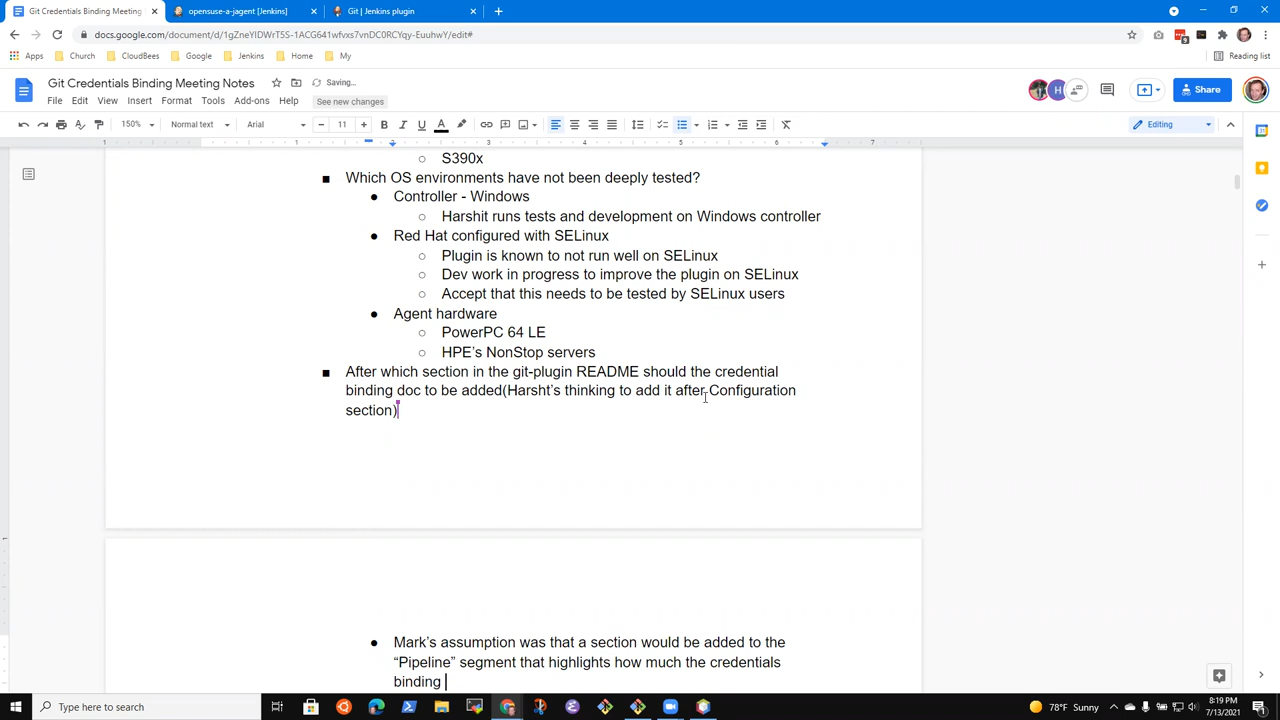 Git Credentials Binding Meeting
opensuse-a-jagent [Jenkins]
Git | Jenkins plugin
docs.google.com/document/d/1gZneYIDWrTSS-1ACG641wfvxs7vnDC0RCYqy-EuuhwY/edit#
Apps
Church
CloudBees
Google
Jenkins
Home
My
Reading list
Git Credentials Binding Meeting Notes
Saving...
File Edit View Insert Format Tools Add-ons Help
See new changes
Share
150%
Normal text
Arial
11
Editing
S390x
Which OS environments have not been deeply tested?
Controller - Windows
Harshit runs tests and development on Windows controller
Red Hat configured with SELinux
Plugin is known to not run well on SELinux
Dev work in progress to improve the plugin on SELinux
Accept that this needs to be tested by SELinux users
Agent hardware
PowerPC 64 LE
HPE's NonStop servers
After which section in the git-plugin README should the credential
binding doc to be added(Harsht's thinking to add it after Configuration
section)
Mark's assumption was that a section would be added to the
“Pipeline” segment that highlights how much the credentials
binding
Type here to search
78°F Sunny
8:19 PM
7/13/2021